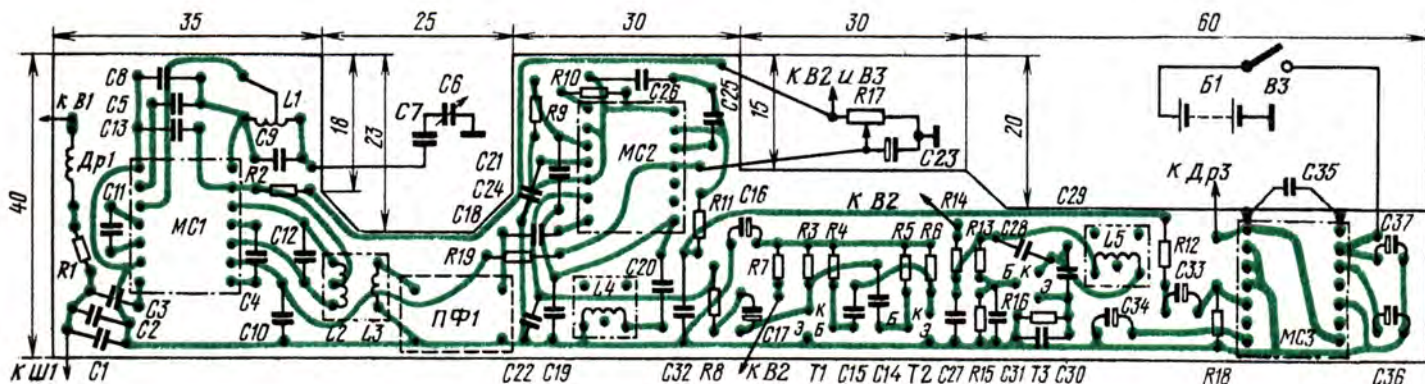 35 25 30 30 60
C8 C6 R10 К В2 и В3 Б1 В3
К В1 C5 L1 C7 C26 C25 R17
C13 R9 15 20
40 C9 18 23 C21 МС2 C23 К Др3 C35
Др1 R2 C24 C16 R14 C29
C11 МС1 C18 R11 К В2 R13 C28 C37
C12 R19 R3 R4 R5 R6 L5 R12
R1 C20 R7 Б К C33
C3 C4 L4 К К Э R16 C34
C2 C10 L2 L3 ПФ1 C17 Э Б Б Э МС3
К Ш1 C1 C22 C19 C32 R8 К В2 T1 C15 C14 T2 C27 R15 C31 T3 C30 R18 C36